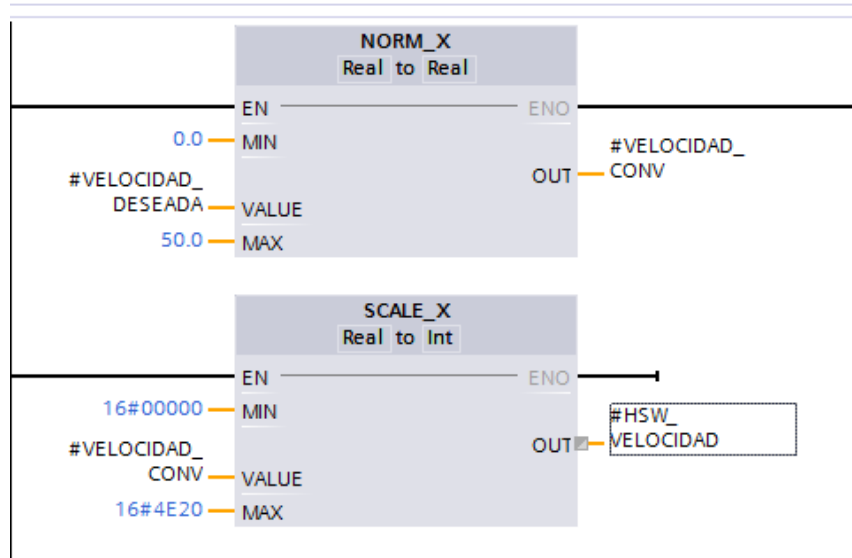 NORM_X
Real to Real
EN
ENO
0.0
MIN
#VELOCIDAD_
CONV
OUT
#VELOCIDAD_
DESEADA
VALUE
50.0
MAX
SCALE_X
Real to Int
EN
ENO
16#00000
MIN
#HSW_
VELOCIDAD
OUT
#VELOCIDAD_
CONV
VALUE
16#4E20
MAX